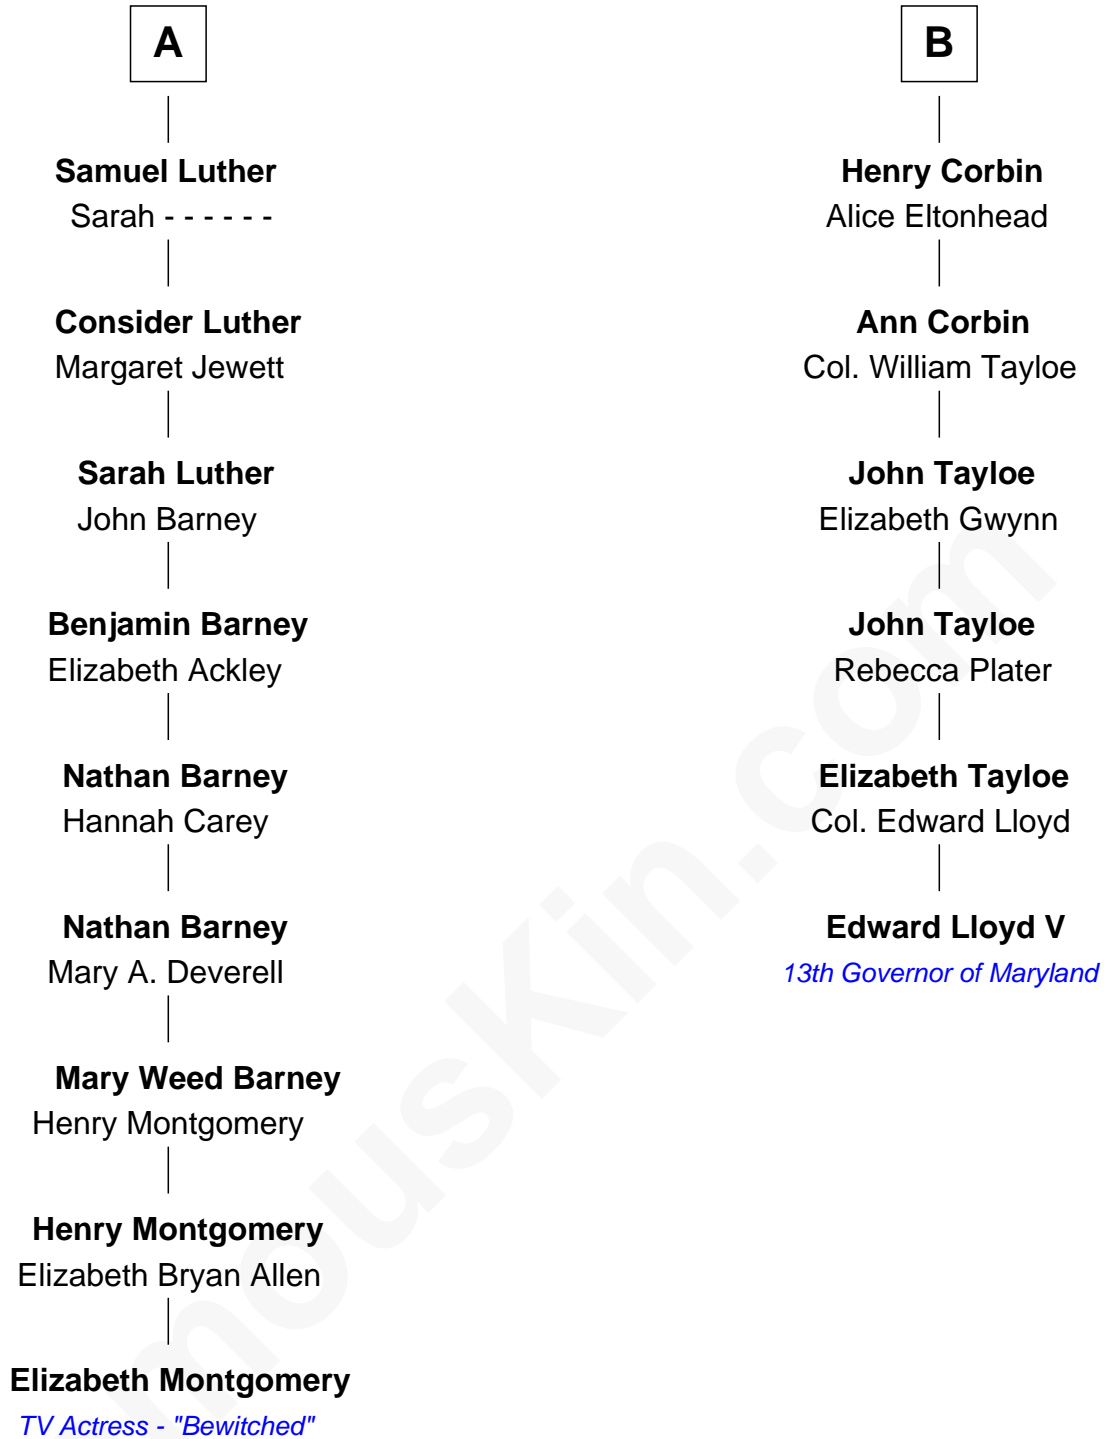 A
Samuel Luther
Sarah - - - - - -
Consider Luther
Margaret Jewett
Sarah Luther
John Barney
Benjamin Barney
Elizabeth Ackley
Nathan Barney
Hannah Carey
Nathan Barney
Mary A. Deverell
Mary Weed Barney
Henry Montgomery
Henry Montgomery
Elizabeth Bryan Allen
Elizabeth Montgomery
TV Actress - "Bewitched"
B
Henry Corbin
Alice Eltonhead
Ann Corbin
Col. William Tayloe
John Tayloe
Elizabeth Gwynn
John Tayloe
Rebecca Plater
Elizabeth Tayloe
Col. Edward Lloyd
Edward Lloyd V
13th Governor of Maryland
mouskin.com